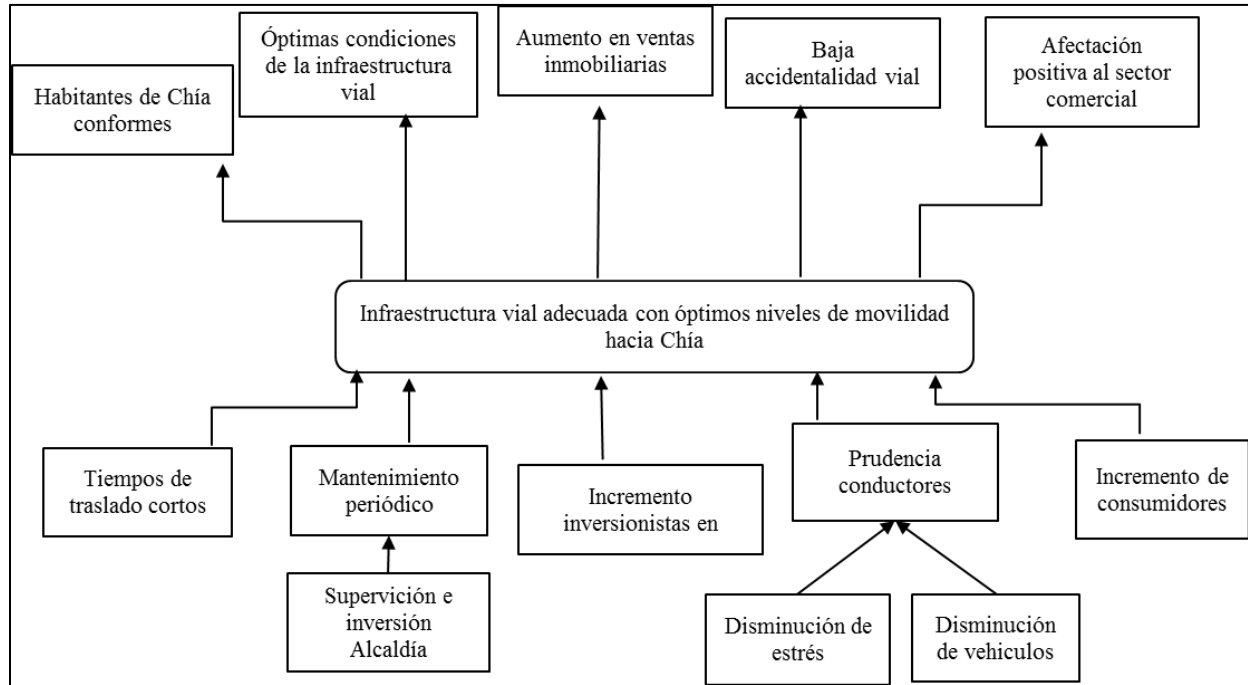 Habitantes de Chía
conformes
Óptimas condiciones
de la infraestructura
vial
Aumento en ventas
inmobiliarias
Baja
accidentalidad vial
Afectación
positiva al sector
comercial
Infraestructura vial adecuada con óptimos niveles de movilidad
hacia Chía
Tiempos de
traslado cortos
Mantenimiento
periódico
Incremento
inversionistas en
Prudencia
conductores
Incremento de
consumidores
Supervición e
inversión
Alcaldía
Disminución de
estrés
Disminución
de vehiculos